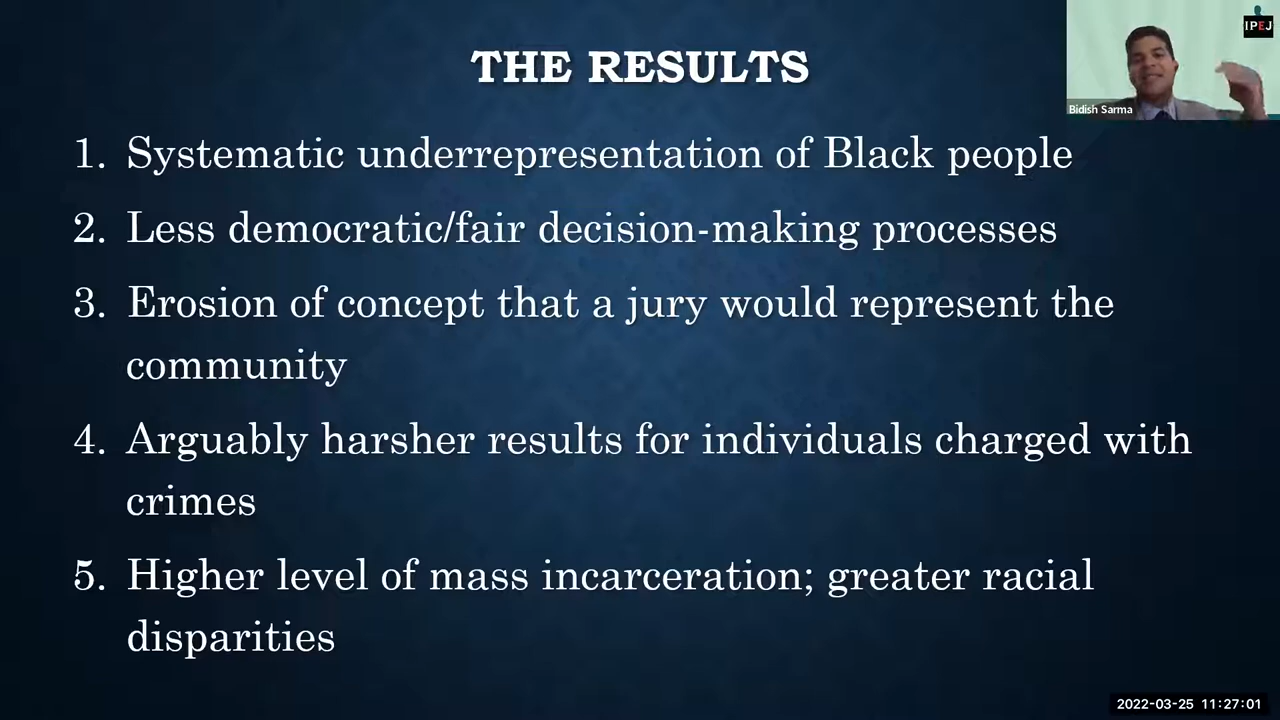 THE RESULTS
IPEJ
Bidish Sarma
1. Systematic underrepresentation of Black people
2. Less democratic/fair decision-making processes
3. Erosion of concept that a jury would represent the
community
4. Arguably harsher results for individuals charged with
crimes
5. Higher level of mass incarceration; greater racial
disparities
2022-03-25 11:27:01